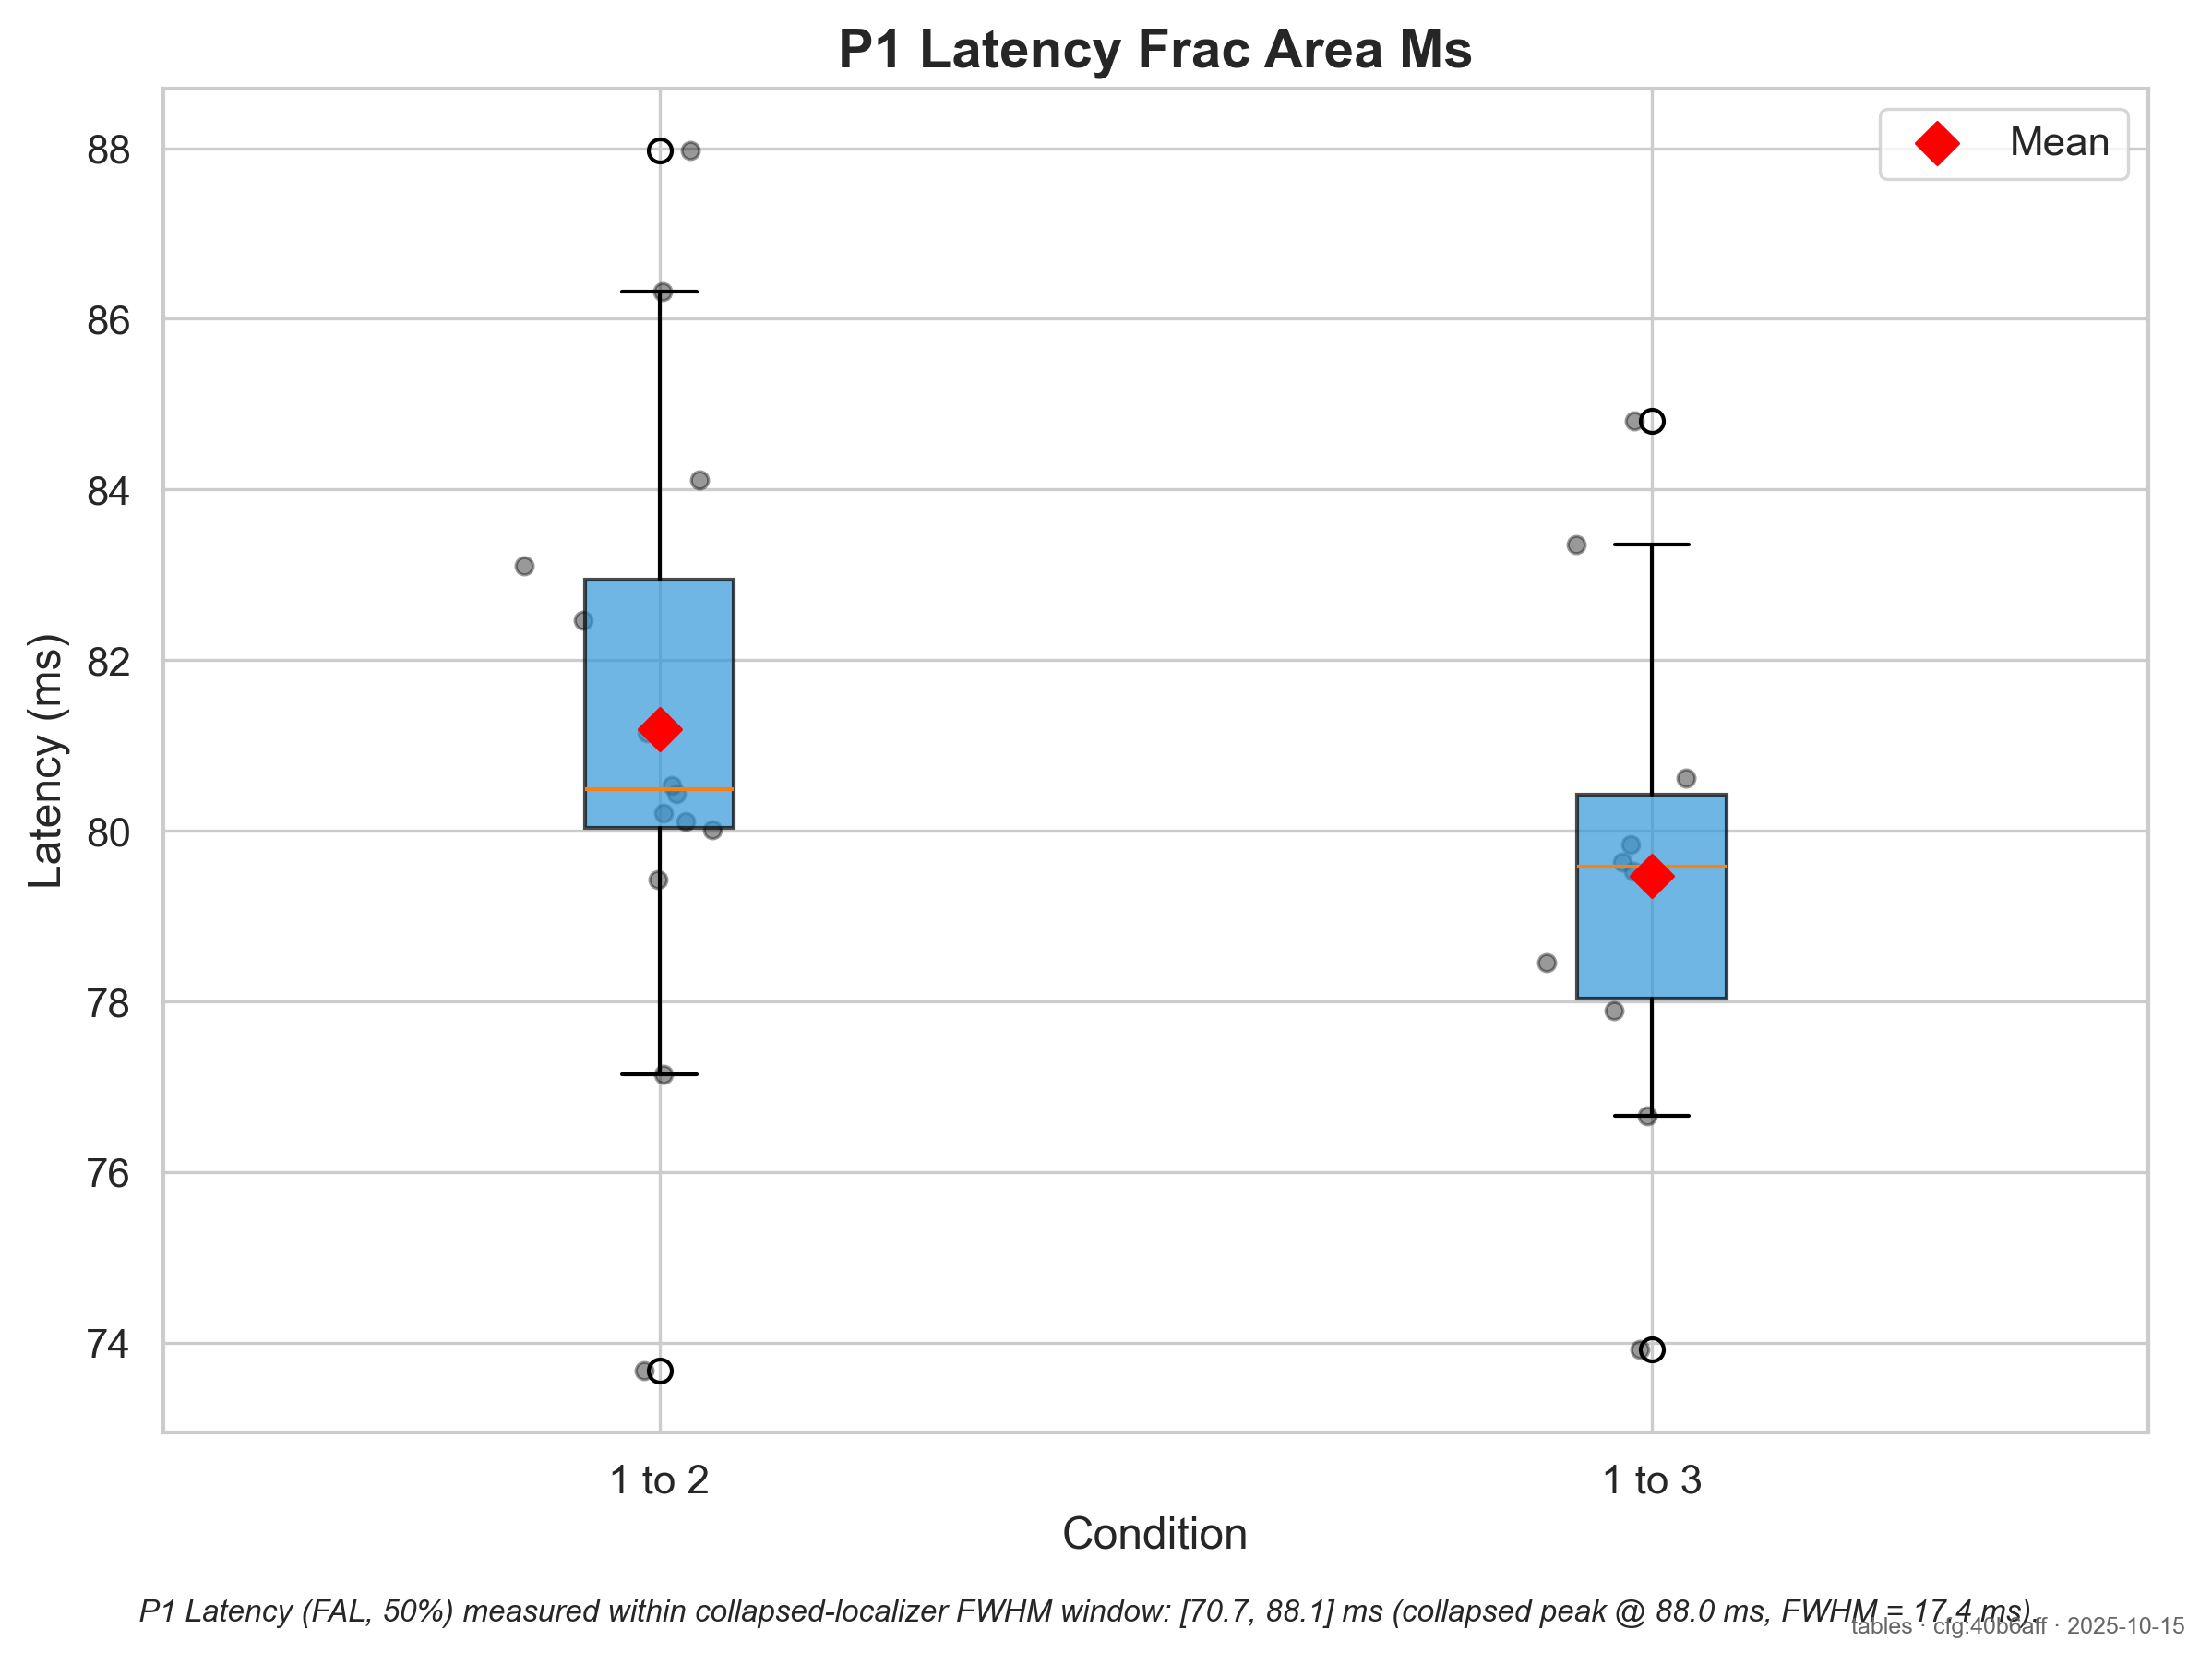 P1 Latency Frac Area Ms
Mean
88
86
84
82
80
78
76
74
Latency (ms)
1 to 2
1 to 3
Condition
P1 Latency (FAL, 50%) measured within collapsed-localizer FWHM window: [70.7, 88.1] ms (collapsed peak @ 88.0 ms, FWHM = 17.4 ms).
tables · cfg:40b6aff · 2025-10-15